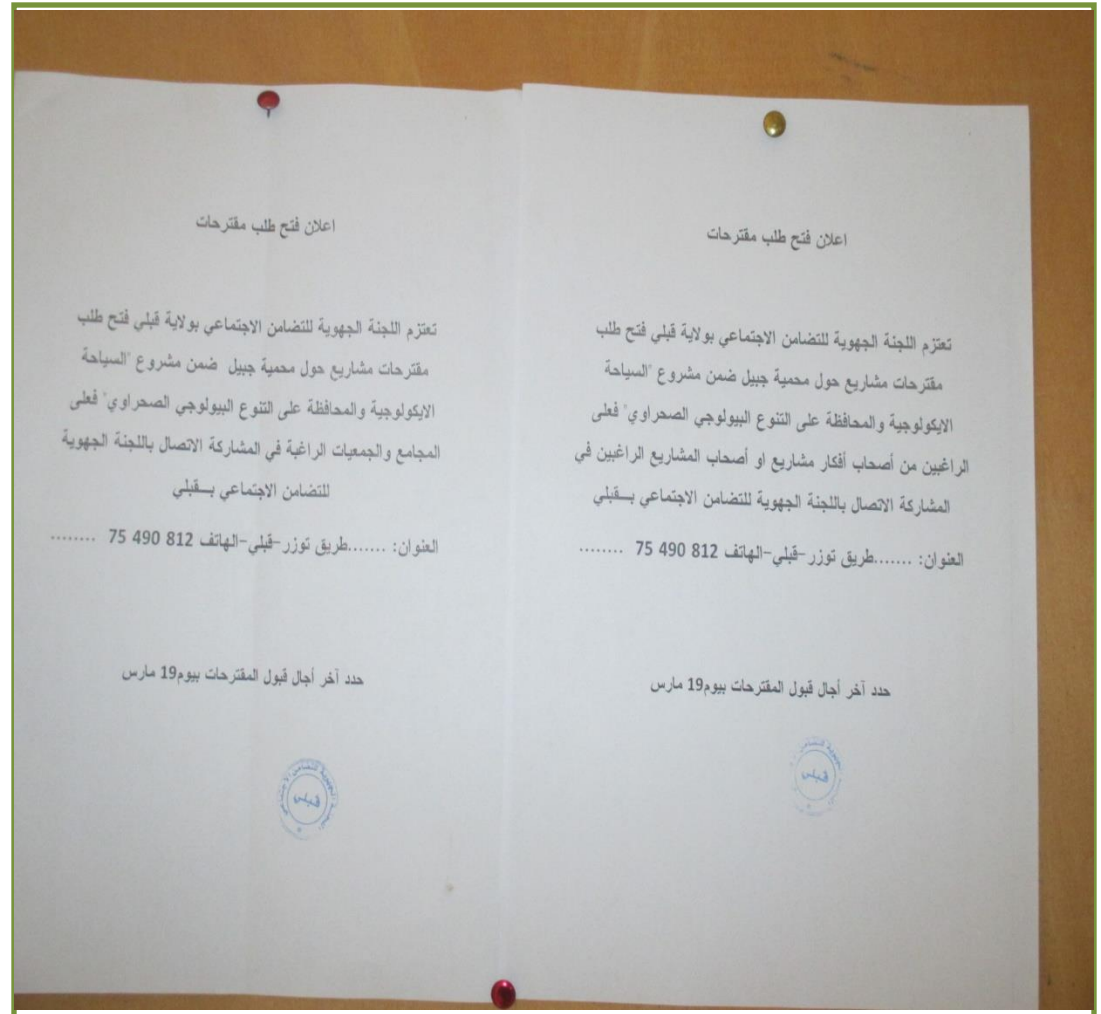 اعلان فتح طلب مقترحات
تعتزم اللجنة الجهوية للتضامن الاجتماعي بولاية قبلي فتح طلب
مقترحات مشاريع حول محمية جبيل ضمن مشروع "السياحة
الايكولوجية والمحافظة على التنوع البيولوجي الصحراوي" فعلى
الراغبين من أصحاب أفكار مشاريع او أصحاب المشاريع الراغبين في
المشاركة الاتصال باللجنة الجهوية للتضامن الاجتماعي بـــقبلي
العنوان: .......طريق توزر-قبلي-الهاتف 812 490 75 ........
حدد آخر أجال قبول المقترحات بيوم19 مارس
قبلي
اعلان فتح طلب مقترحات
تعتزم اللجنة الجهوية للتضامن الاجتماعي بولاية قبلي فتح طلب
مقترحات مشاريع حول محمية جبيل ضمن مشروع "السياحة
الايكولوجية والمحافظة على التنوع البيولوجي الصحراوي" فعلى
المجامع والجمعيات الراغبة في المشاركة الاتصال باللجنة الجهوية
للتضامن الاجتماعي بـــقبلي
العنوان: .......طريق توزر-قبلي-الهاتف 812 490 75 ........
حدد آخر أجال قبول المقترحات بيوم19 مارس
قبلي